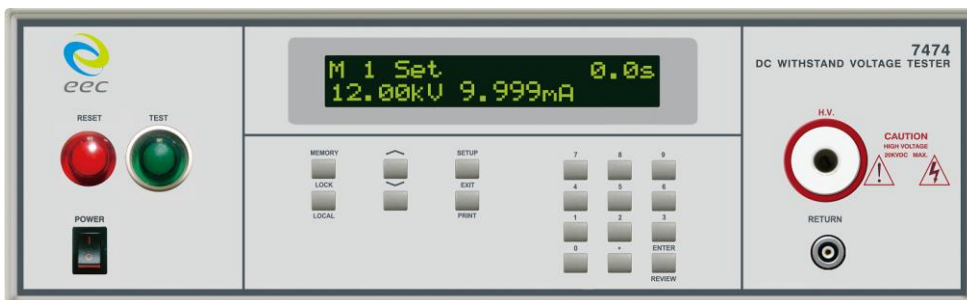 eec
RESET
TEST
POWER
M 1 Set 0.0s
12.00kV 9.999mA
MEMORY
SETUP
LOCK
EXIT
LOCAL
PRINT
7 8 9
4 5 6
1 2 3
0 • ENTER
REVIEW
7474
DC WITHSTAND VOLTAGE TESTER
H.V.
CAUTION
HIGH VOLTAGE
20KVDC MAX.
RETURN